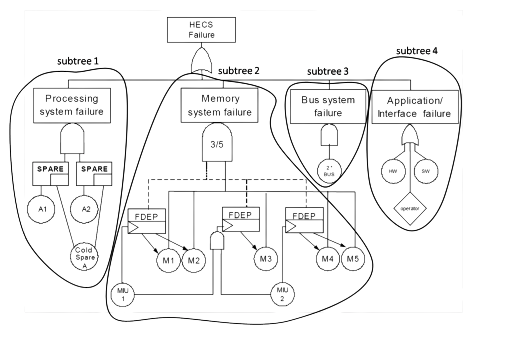 HECS
Failure
subtree 1
subtree 2
subtree 3
subtree 4
Processing
system failure
Memory
system failure
Bus system
failure
Application/
Interface failure
3/5
SPARE
SPARE
BUS
HW
SW
A1
A2
operator
FDEP
FDEP
FDEP
Cold
Spare
A
M1
M2
M3
M4
M5
MIU
1
MIU
2